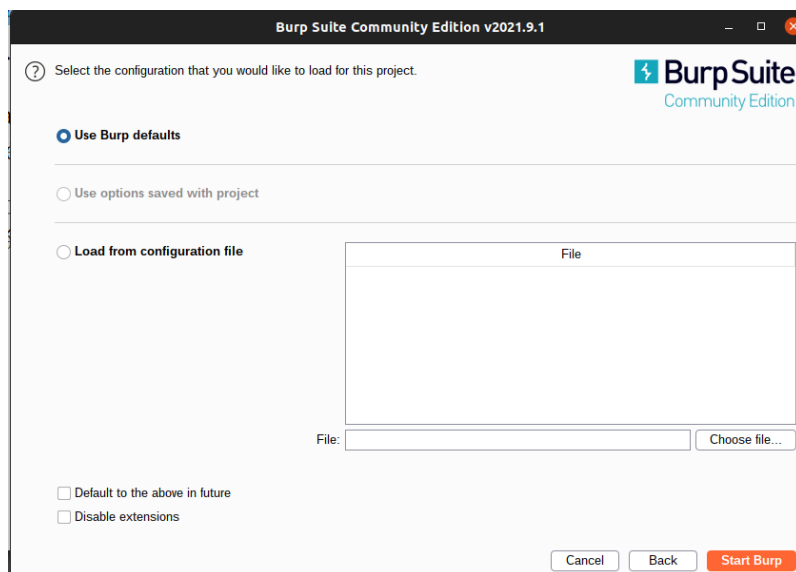 Burp Suite Community Edition v2021.9.1
Select the configuration that you would like to load for this project.
Burp Suite
Community Edition
Use Burp defaults
Use options saved with project
Load from configuration file
File
File:
Choose file...
Default to the above in future
Disable extensions
Cancel
Back
Start Burp